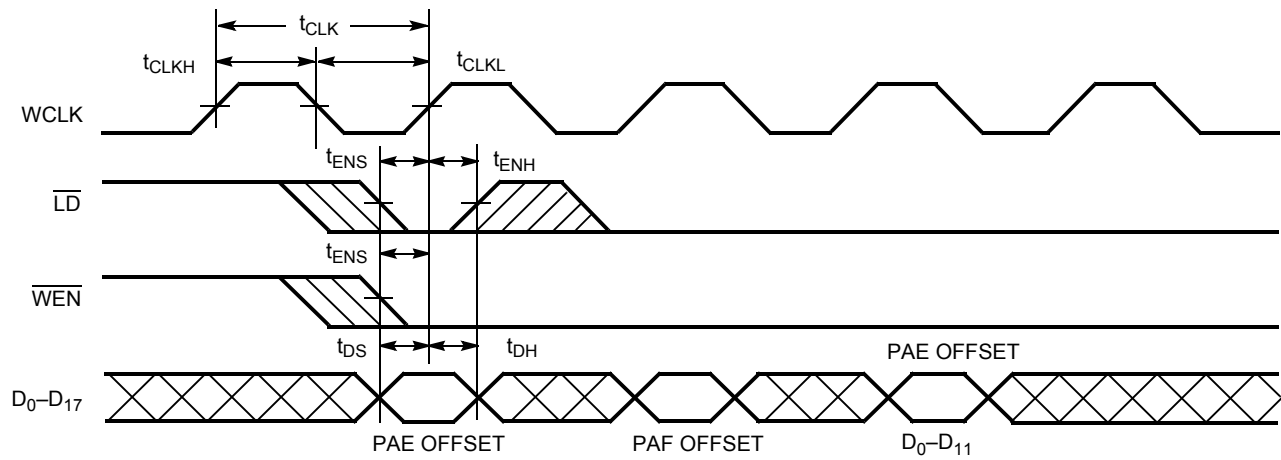 tCLK
tCLKH
tCLKL
WCLK
tENS
tENH
LD
tENS
WEN
tDS
tDH
PAE OFFSET
D0–D17
PAE OFFSET
PAF OFFSET
D0–D11